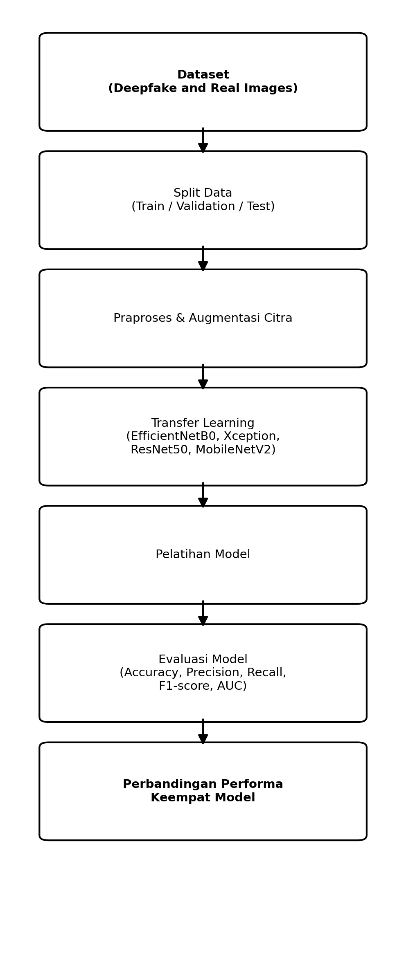 Dataset
(Deepfake and Real Images)
Split Data
(Train / Validation / Test)
Praproses & Augmentasi Citra
Transfer Learning
(EfficientNetB0, Xception,
ResNet50, MobileNetV2)
Pelatihan Model
Evaluasi Model
(Accuracy, Precision, Recall,
F1-score, AUC)
Perbandingan Performa
Keempat Model